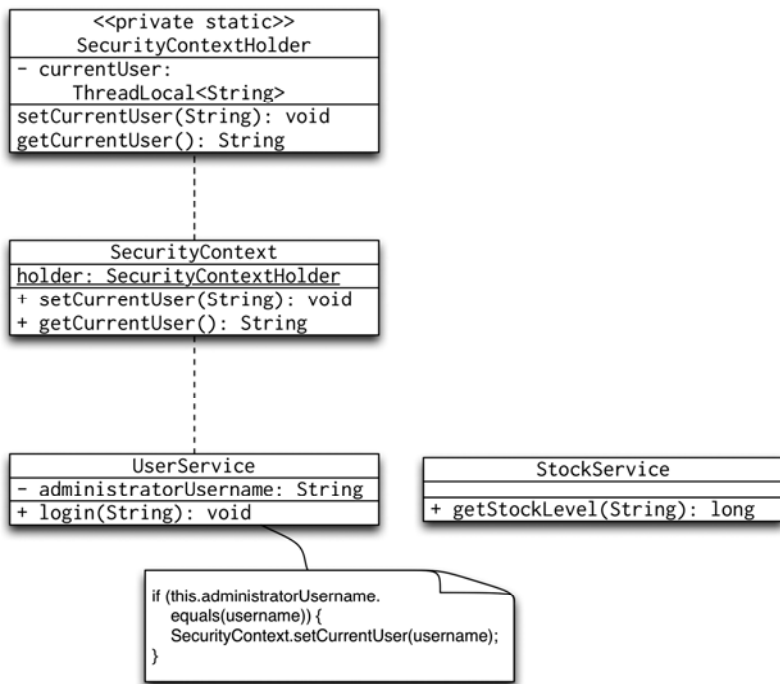 <<private static>>
SecurityContextHolder
- currentUser:
ThreadLocal<String>
setCurrentUser(String): void
getCurrentUser(): String
SecurityContext
holder: SecurityContextHolder
+ setCurrentUser(String): void
+ getCurrentUser(): String
UserService
- administratorUsername: String
+ login(String): void
StockService
+ getStockLevel(String): long
if (this.administratorUsername.
equals(username)) {
SecurityContext.setCurrentUser(username);
}